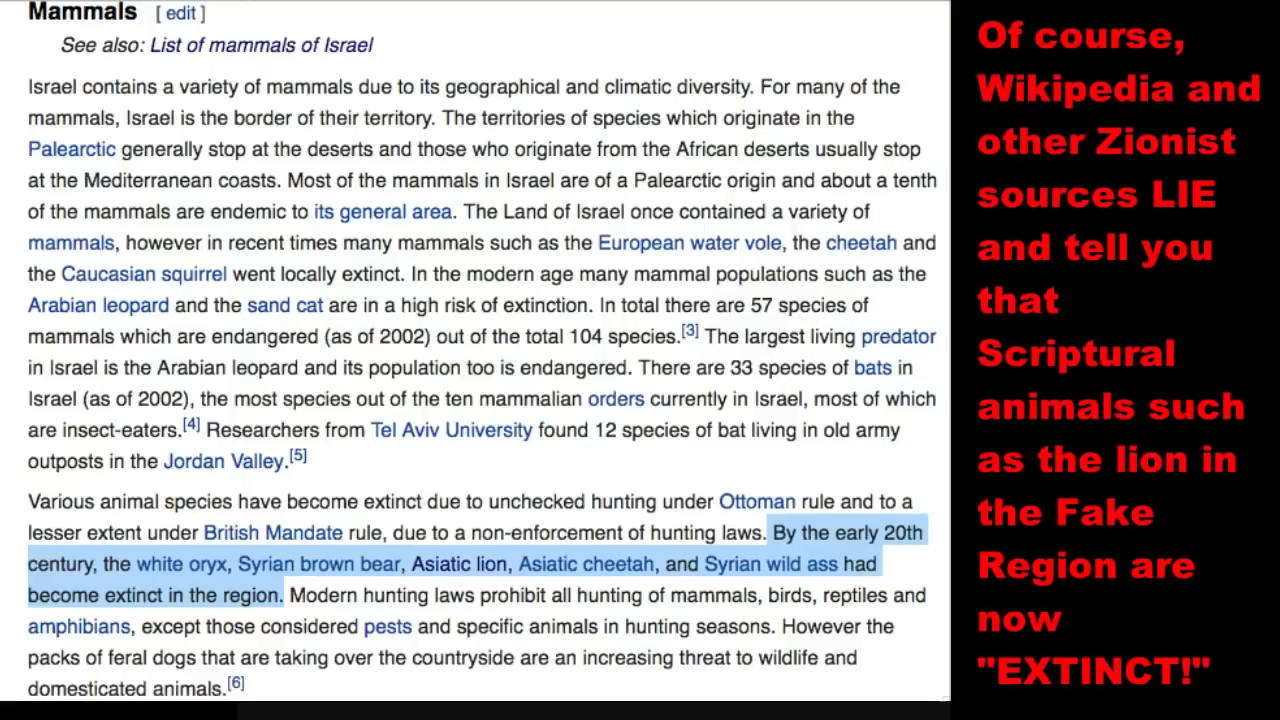 Mammals [ edit ]
See also: List of mammals of Israel
Israel contains a variety of mammals due to its geographical and climatic diversity. For many of the
mammals, Israel is the border of their territory. The territories of species which originate in the
Palearctic generally stop at the deserts and those who originate from the African deserts usually stop
at the Mediterranean coasts. Most of the mammals in Israel are of a Palearctic origin and about a tenth
of the mammals are endemic to its general area. The Land of Israel once contained a variety of
mammals, however in recent times many mammals such as the European water vole, the cheetah and
the Caucasian squirrel went locally extinct. In the modern age many mammal populations such as the
Arabian leopard and the sand cat are in a high risk of extinction. In total there are 57 species of
mammals which are endangered (as of 2002) out of the total 104 species.[3] The largest living predator
in Israel is the Arabian leopard and its population too is endangered. There are 33 species of bats in
Israel (as of 2002), the most species out of the ten mammalian orders currently in Israel, most of which
are insect-eaters.[4] Researchers from Tel Aviv University found 12 species of bat living in old army
outposts in the Jordan Valley.[5]
Various animal species have become extinct due to unchecked hunting under Ottoman rule and to a
lesser extent under British Mandate rule, due to a non-enforcement of hunting laws. By the early 20th
century, the white oryx, Syrian brown bear, Asiatic lion, Asiatic cheetah, and Syrian wild ass had
become extinct in the region. Modern hunting laws prohibit all hunting of mammals, birds, reptiles and
amphibians, except those considered pests and specific animals in hunting seasons. However the
packs of feral dogs that are taking over the countryside are an increasing threat to wildlife and
domesticated animals.[6]
Of course,
Wikipedia and
other Zionist
sources LIE
and tell you
that
Scriptural
animals such
as the lion in
the Fake
Region are
now
"EXTINCT!"